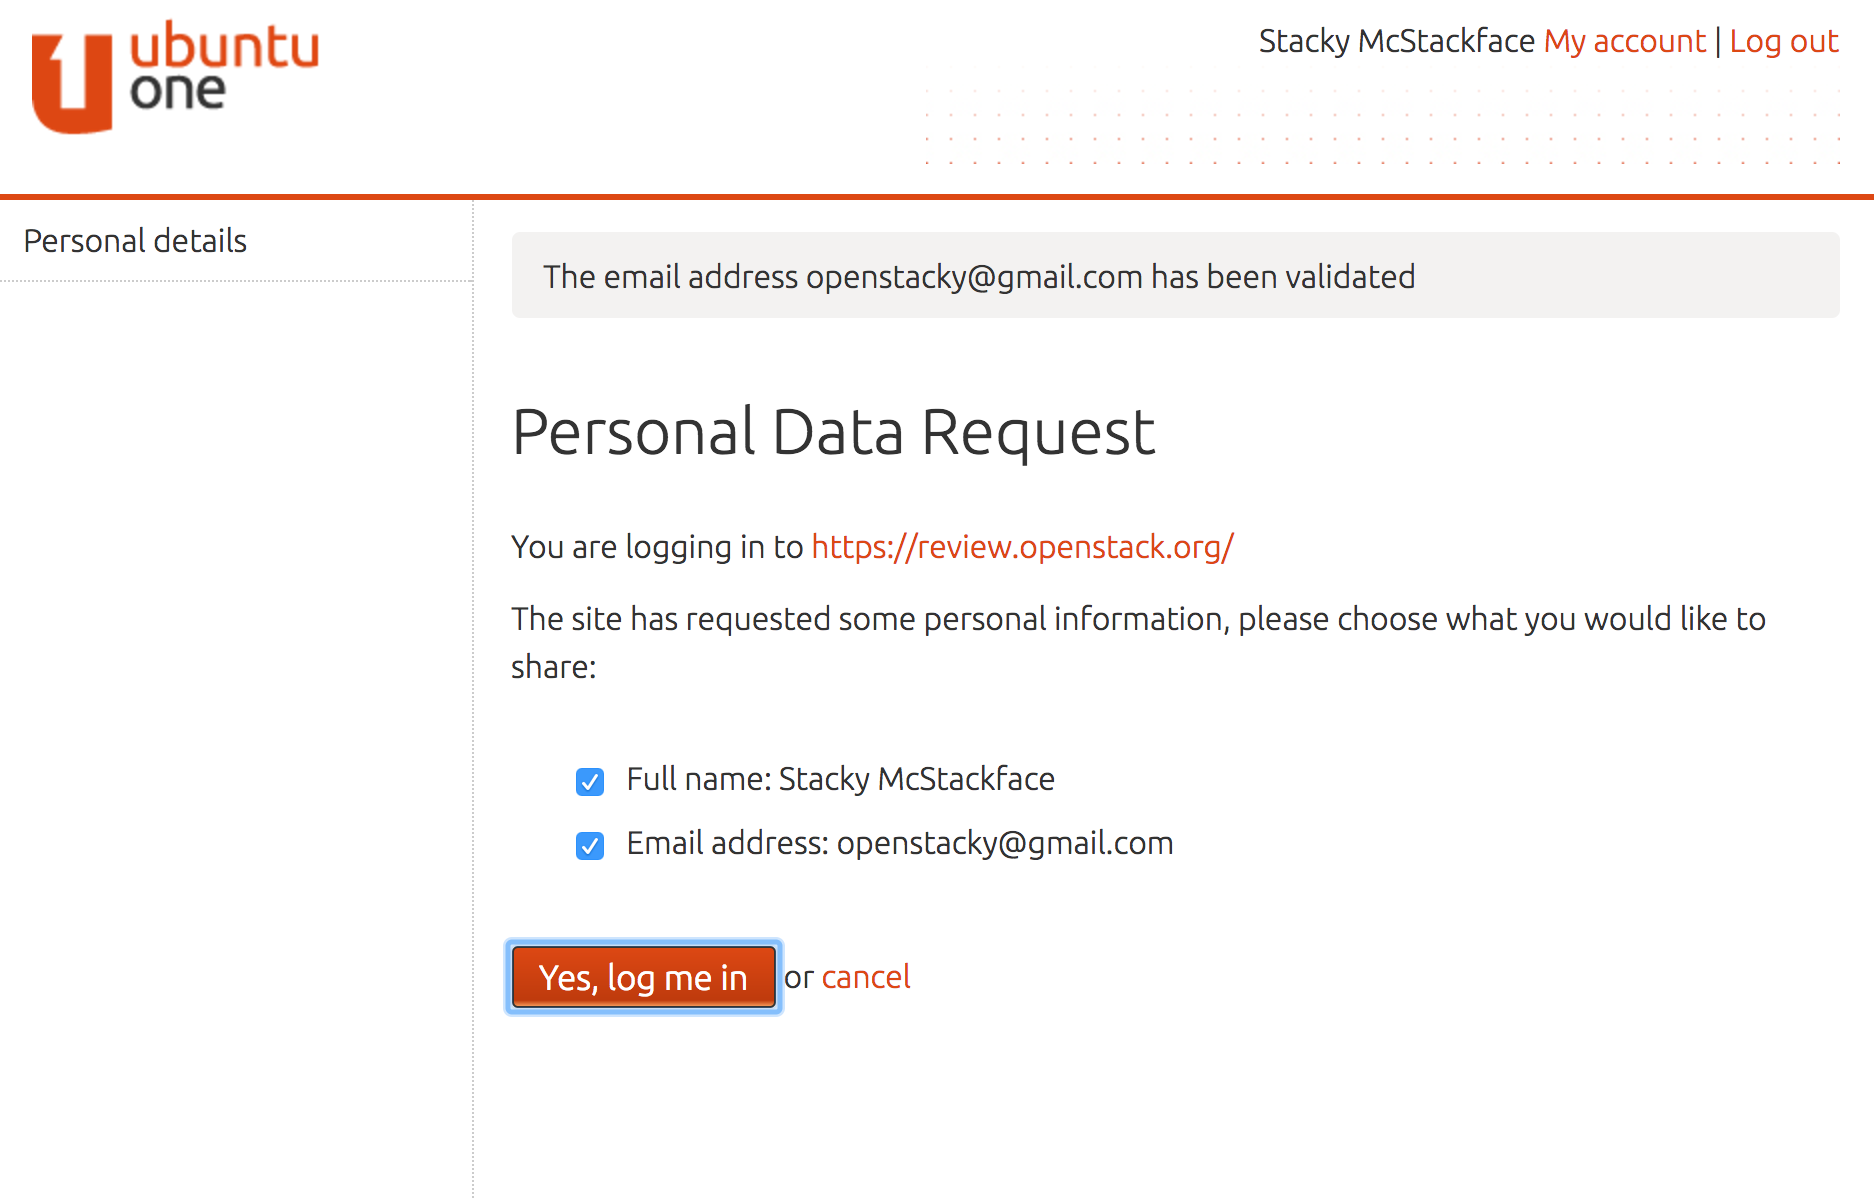 ubuntu
one
Stacky McStackface My account | Log out
Personal details
The email address openstacky@gmail.com has been validated
Personal Data Request
You are logging in to https://review.openstack.org/
The site has requested some personal information, please choose what you would like to
share:
Full name: Stacky McStackface
Email address: openstacky@gmail.com
Yes, log me in or cancel